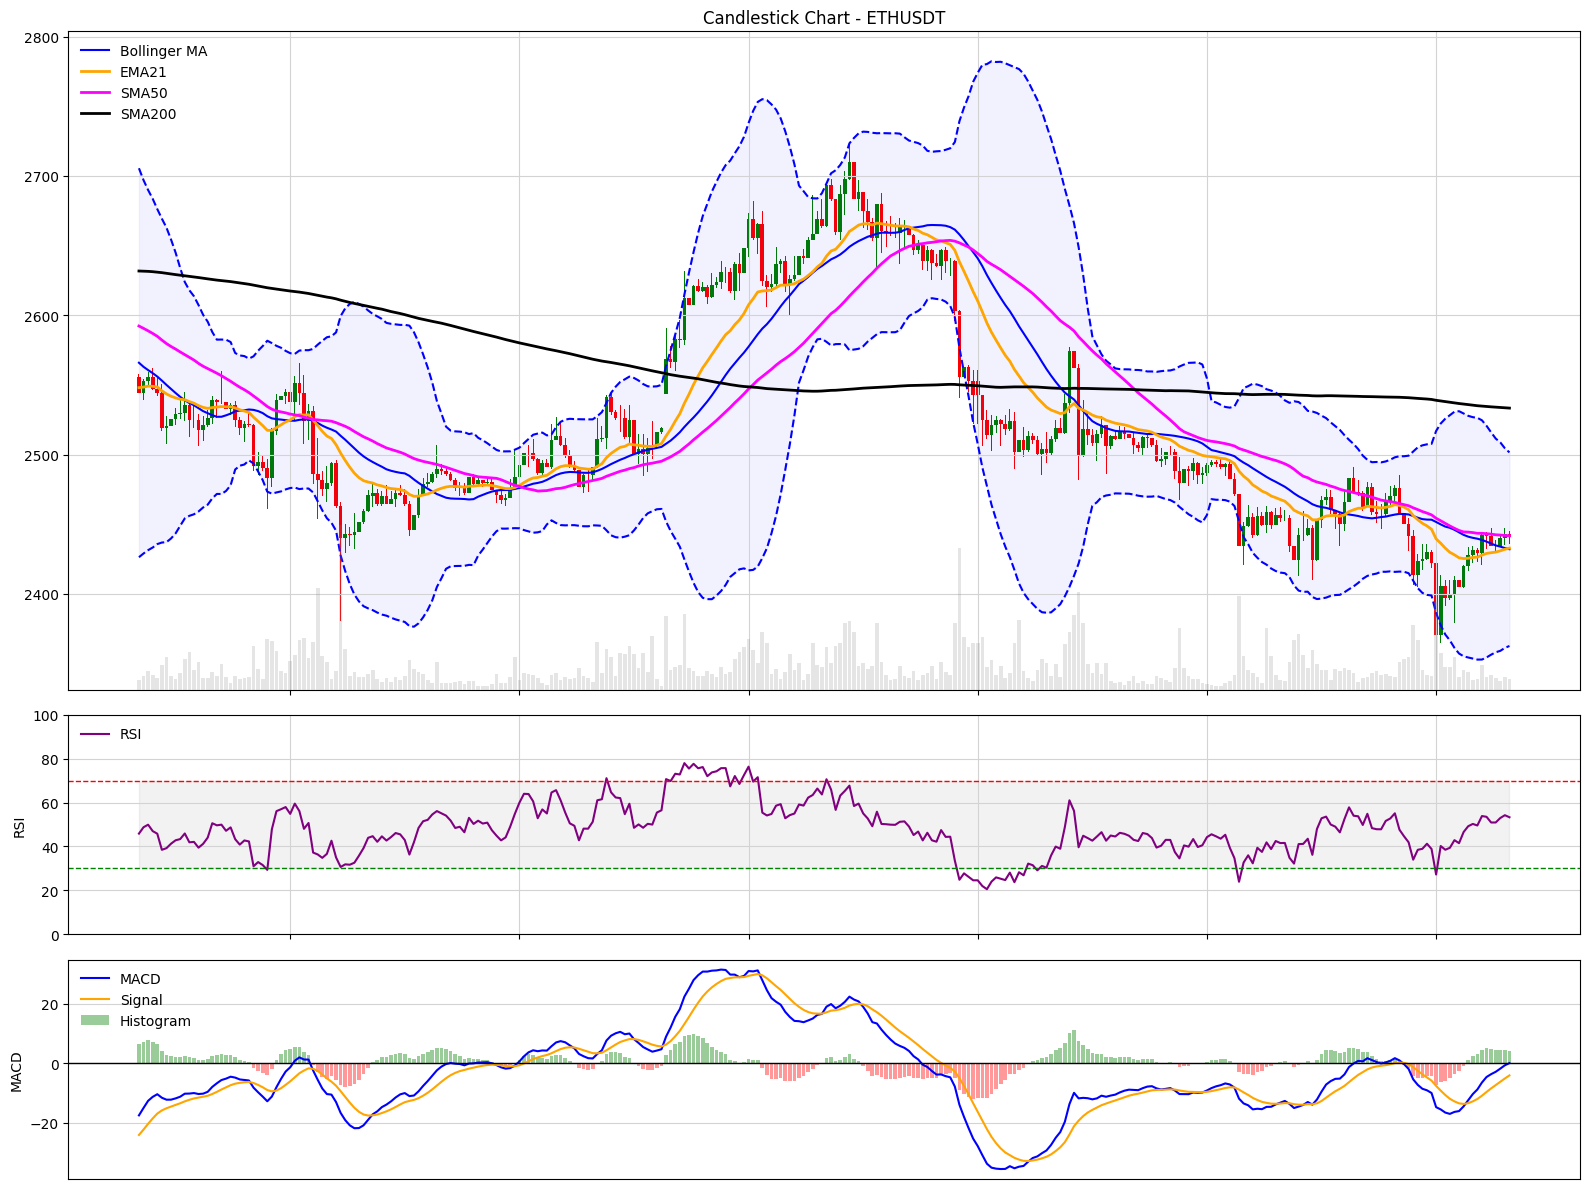 Candlestick Chart - ETHUSDT
2800
2700
2600
2500
2400
Bollinger MA
EMA21
SMA50
SMA200
100
80
60
40
20
0
RSI
RSI
20
0
−20
MACD
MACD
Signal
Histogram